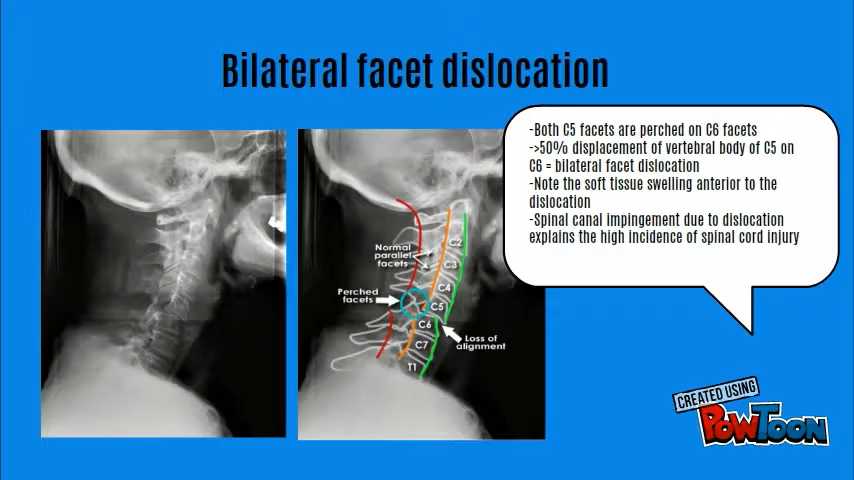 Bilateral facet dislocation
-Both C5 facets are perched on C6 facets
->50% displacement of vertebral body of C5 on
C6 = bilateral facet dislocation
-Note the soft tissue swelling anterior to the
dislocation
-Spinal canal impingement due to dislocation
explains the high incidence of spinal cord injury
Normal
parallel
facets
C2
C3
C4
Perched
facets
C5
C6
C7
T1
Loss of
alignment
CREATED USING
POWTOON